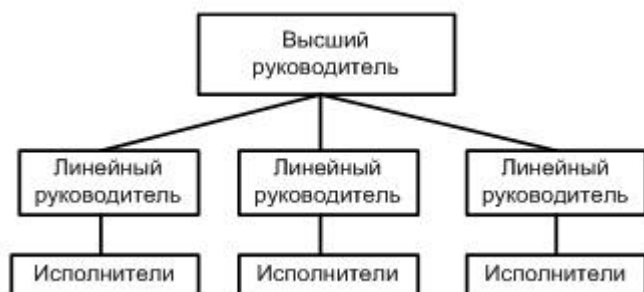 Высший
руководитель
Линейный
руководитель
Линейный
руководитель
Линейный
руководитель
Исполнители
Исполнители
Исполнители